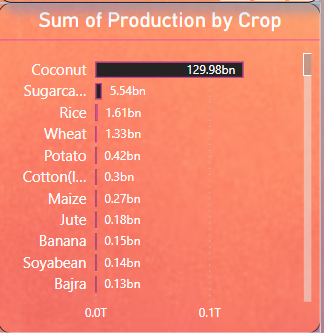 Sum of Production by Crop
Coconut 129.98bn
Sugarca... 5.54bn
Rice 1.61bn
Wheat 1.33bn
Potato 0.42bn
Cotton(l... 0.3bn
Maize 0.27bn
Jute 0.18bn
Banana 0.15bn
Soyabean 0.14bn
Bajra 0.13bn
0.0T 0.1T